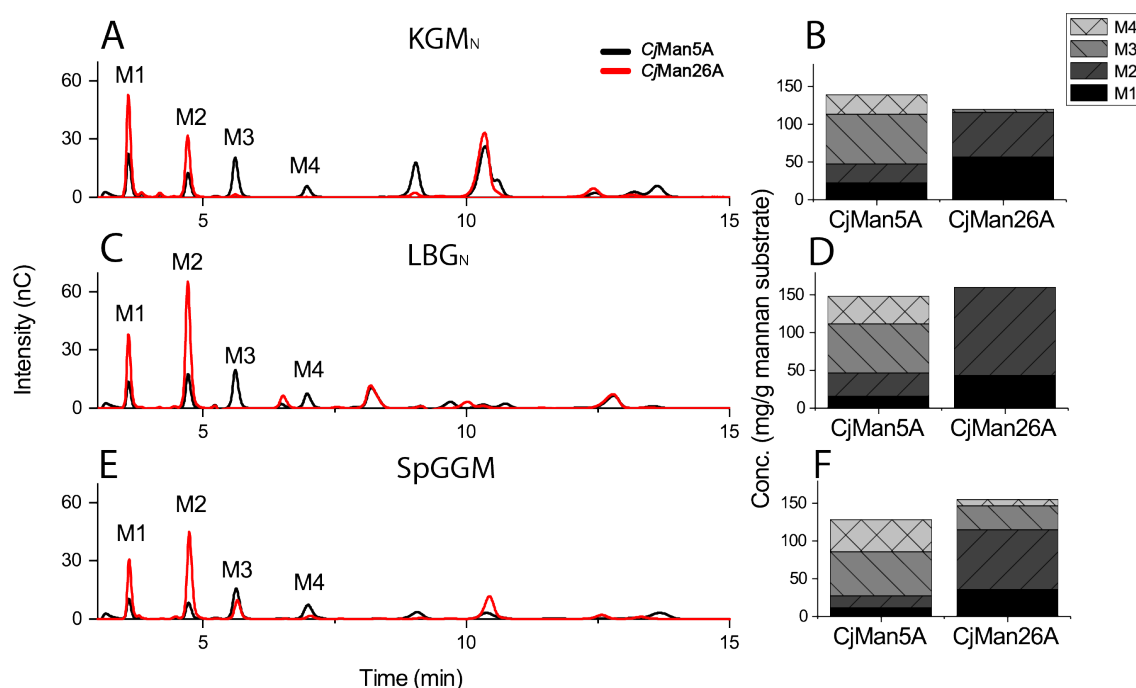 A
KGMN
CjMan5A
CjMan26A
M1
M2
M3
M4
60
30
0
5
10
15
B
M4
M3
M2
M1
150
100
50
0
CjMan5A
CjMan26A
C
LBGN
M1
M2
M3
M4
60
30
0
5
10
15
Intensity (nC)
D
150
100
50
0
CjMan5A
CjMan26A
Conc. (mg/g mannan substrate)
E
SpGGM
M1
M2
M3
M4
60
30
0
5
10
15
Time (min)
F
150
100
50
0
CjMan5A
CjMan26A